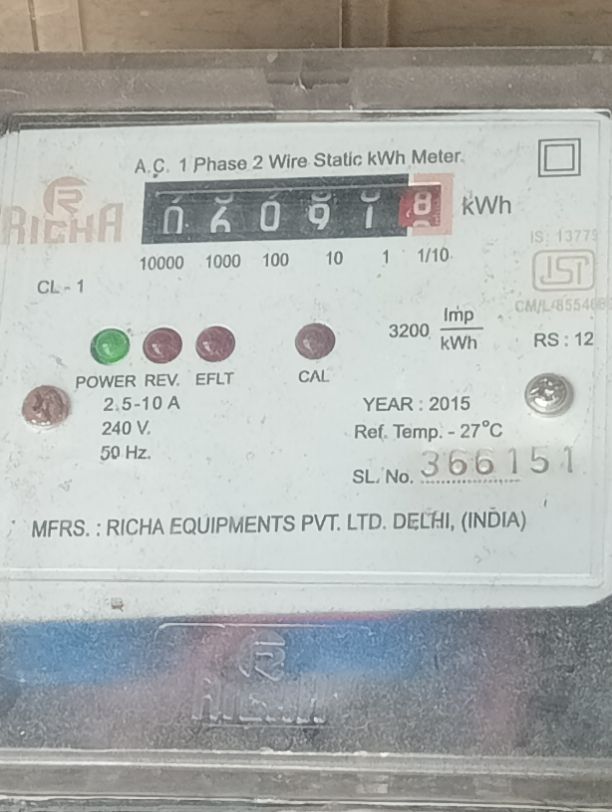 A.C. 1 Phase 2 Wire Static kWh Meter.
RICHA
060918 kWh
10000 1000 100 10 1 1/10
IS: 13779
ISI
CL - 1
3200 Imp/kWh
RS : 12
POWER REV. EFLT CAL
2.5-10 A
240 V.
50 Hz.
YEAR : 2015
Ref. Temp. - 27°C
SL. No. 366151
MFRS. : RICHA EQUIPMENTS PVT. LTD. DELHI, (INDIA)
RICHA